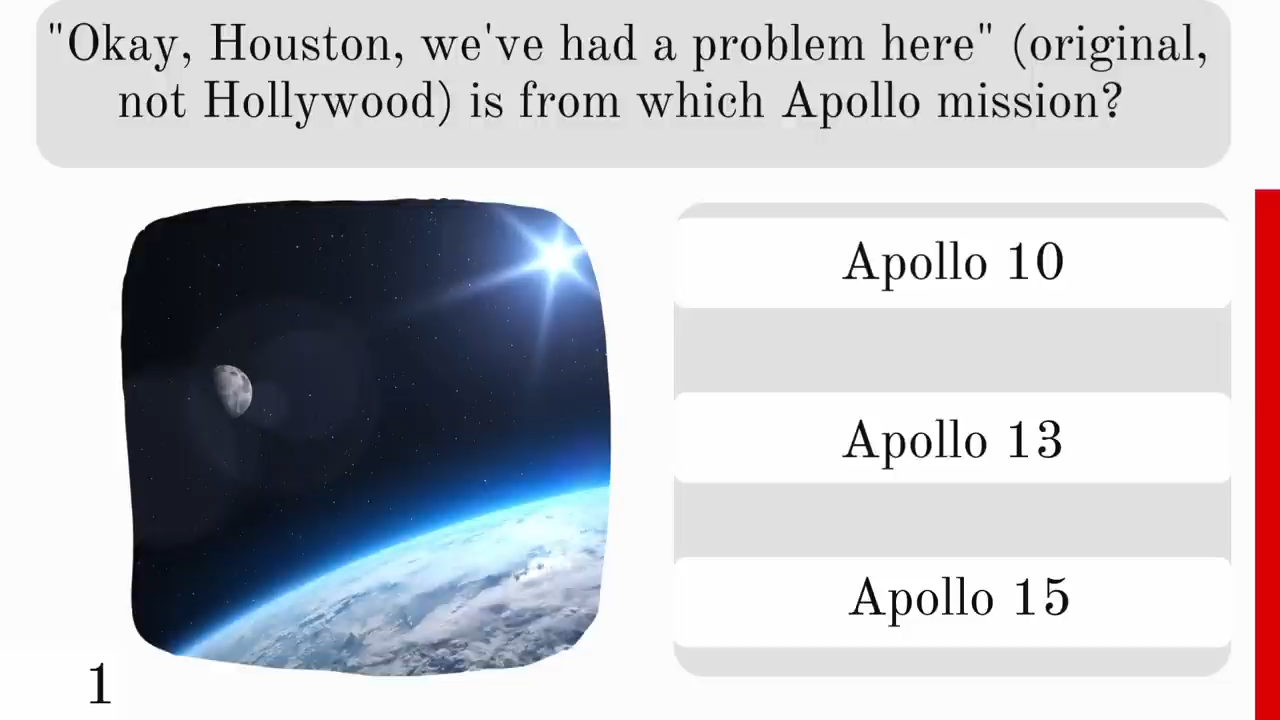 "Okay, Houston, we've had a problem here" (original,
not Hollywood) is from which Apollo mission?
Apollo 10
Apollo 13
Apollo 15
1